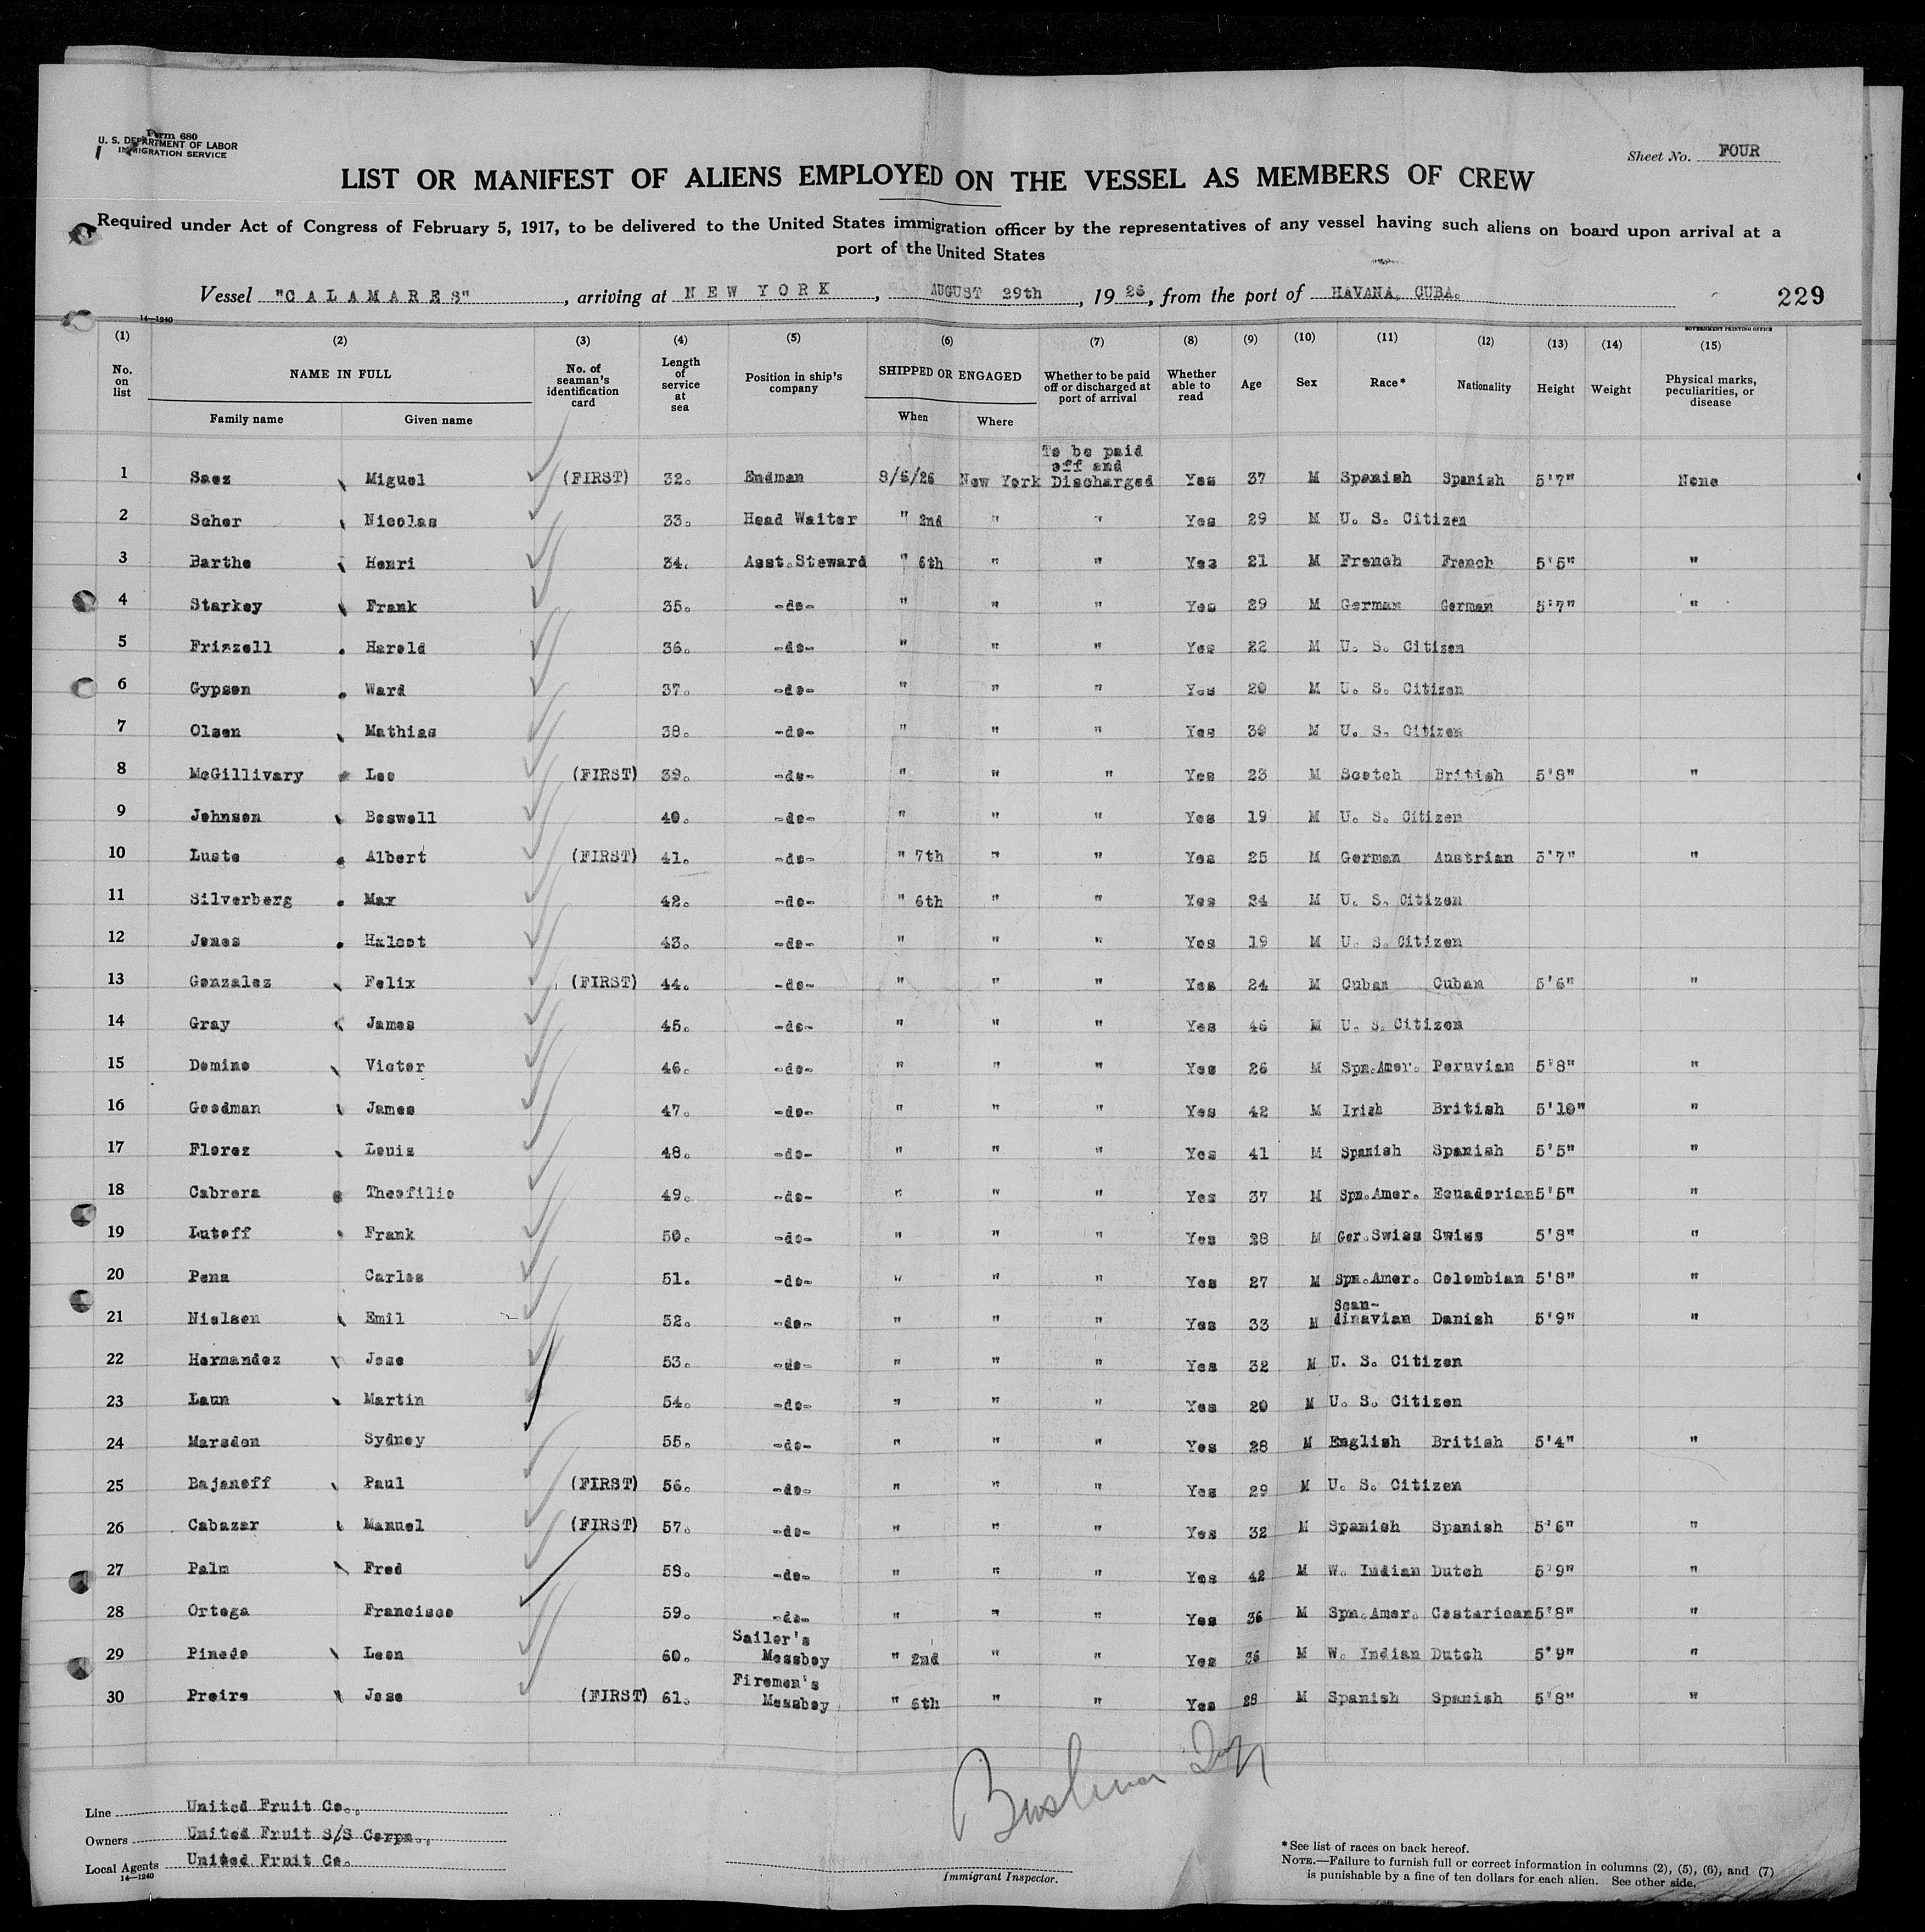 Form 680
U. S. DEPARTMENT OF LABOR
IMMIGRATION SERVICE
Sheet No. FOUR
LIST OR MANIFEST OF ALIENS EMPLOYED ON THE VESSEL AS MEMBERS OF CREW
Required under Act of Congress of February 5, 1917, to be delivered to the United States immigration officer by the representatives of any vessel having such aliens on board upon arrival at a
port of the United States
Vessel "CALAMARES", arriving at NEW YORK, AUGUST 29th, 1926, from the port of HAVANA, CUBA. 229
14—1240 GOVERNMENT PRINTING OFFICE
(1) (2) (3) (4) (5) (6) (7) (8) (9) (10) (11) (12) (13) (14) (15)
No. on list NAME IN FULL Family name Given name No. of seaman's identification card Length of service at sea Position in ship's company SHIPPED OR ENGAGED When Where Whether to be paid off or discharged at port of arrival Whether able to read Age Sex Race* Nationality Height Weight Physical marks, peculiarities, or disease
1 Saez Miguel (FIRST) 32. Endman 8/6/26 New York To be paid off and Discharged Yes 37 M Spanish Spanish 5'7" None
2 Scher Nicolas 33. Head Waiter " 2nd " " Yes 29 M U. S. Citizen
3 Barthe Henri 34. Asst.Steward " 6th " " Yes 21 M French French 5'5" "
4 Starkey Frank 35. -do- " " " Yes 29 M German German 5'7" "
5 Frizzell Harold 36. -do- " " " Yes 22 M U. S. Citizen
6 Gypson Ward 37. -do- " " " Yes 20 M U. S. Citizen
7 Olsen Mathias 38. -do- " " " Yes 30 M U. S. Citizen
8 McGillivary Leo (FIRST) 39. -do- " " " Yes 23 M Scotch British 5'8" "
9 Johnson Boswell 40. -do- " " " Yes 19 M U. S. Citizen
10 Luste Albert (FIRST) 41. -do- " 7th " " Yes 25 M German Austrian 5'7" "
11 Silverberg Max 42. -do- " 6th " " Yes 24 M U. S. Citizen
12 Jones Halcot 43. -do- " " " Yes 19 M U. S. Citizen
13 Gonzalez Felix (FIRST) 44. -do- " " " Yes 24 M Cuban Cuban 5'6" "
14 Gray James 45. -do- " " " Yes 46 M U. S. Citizen
15 Domino Victor 46. -do- " " " Yes 26 M Spn.Amer. Peruvian 5'8" "
16 Goodman James 47. -do- " " " Yes 42 M Irish British 5'10" "
17 Florez Louis 48. -do- " " " Yes 41 M Spanish Spanish 5'5" "
18 Cabrera Theofilio 49. -do- " " " Yes 37 M Spn.Amer. Ecuadorian 5'5" "
19 Lutoff Frank 50. -do- " " " Yes 28 M Ger.Swiss Swiss 5'8" "
20 Pena Carlos 51. -do- " " " Yes 27 M Spn.Amer. Colombian 5'8" "
21 Nielsen Emil 52. -do- " " " Yes 33 M Scandinavian Danish 5'9" "
22 Hernandez Jose 53. -do- " " " Yes 32 M U. S. Citizen
23 Laun Martin 54. -do- " " " Yes 20 M U. S. Citizen
24 Marsden Sydney 55. -do- " " " Yes 28 M English British 5'4" "
25 Bajanoff Paul (FIRST) 56. -do- " " " Yes 29 M U. S. Citizen
26 Cabazar Manuel (FIRST) 57. -do- " " " Yes 32 M Spanish Spanish 5'6" "
27 Palm Fred 58. -do- " " " Yes 42 M W. Indian Dutch 5'9" "
28 Ortega Francisco 59. -do- " " " Yes 36 M Spn.Amer. Costarican 5'8" "
29 Pinedo Leon 60. Sailor's Messboy " 2nd " " Yes 36 M W. Indian Dutch 5'9" "
30 Preire Jose (FIRST) 61. Firemen's Messboy " 6th " " Yes 28 M Spanish Spanish 5'8" "
Line United Fruit Co.
Owners United Fruit S/S Corpn.
Local Agents United Fruit Co.
14—1240
Immigrant Inspector.
*See list of races on back hereof.
NOTE.—Failure to furnish full or correct information in columns (2), (5), (6), and (7)
is punishable by a fine of ten dollars for each alien. See other side.